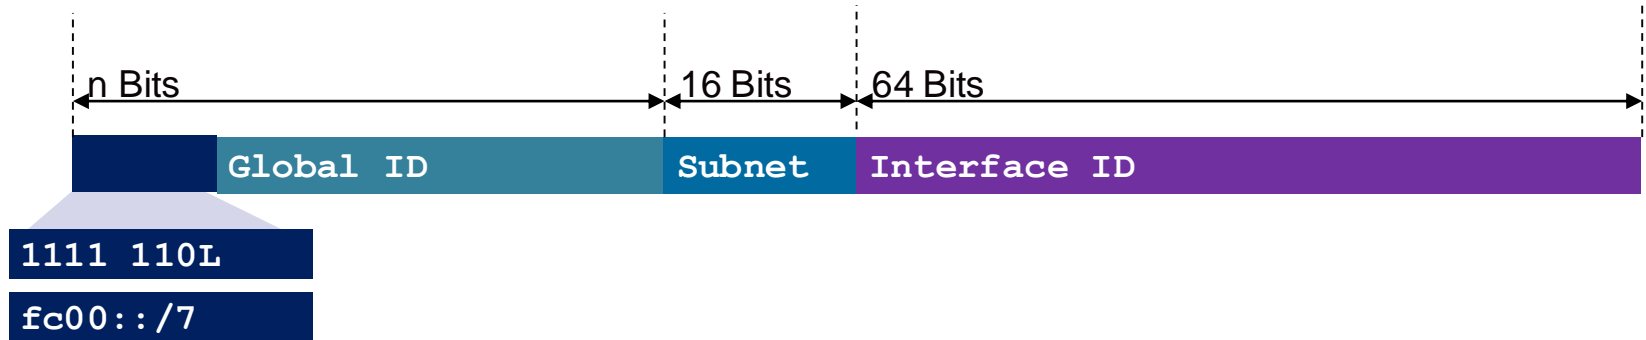 n Bits 16 Bits 64 Bits
Global ID Subnet Interface ID
1111 110L
fc00::/7